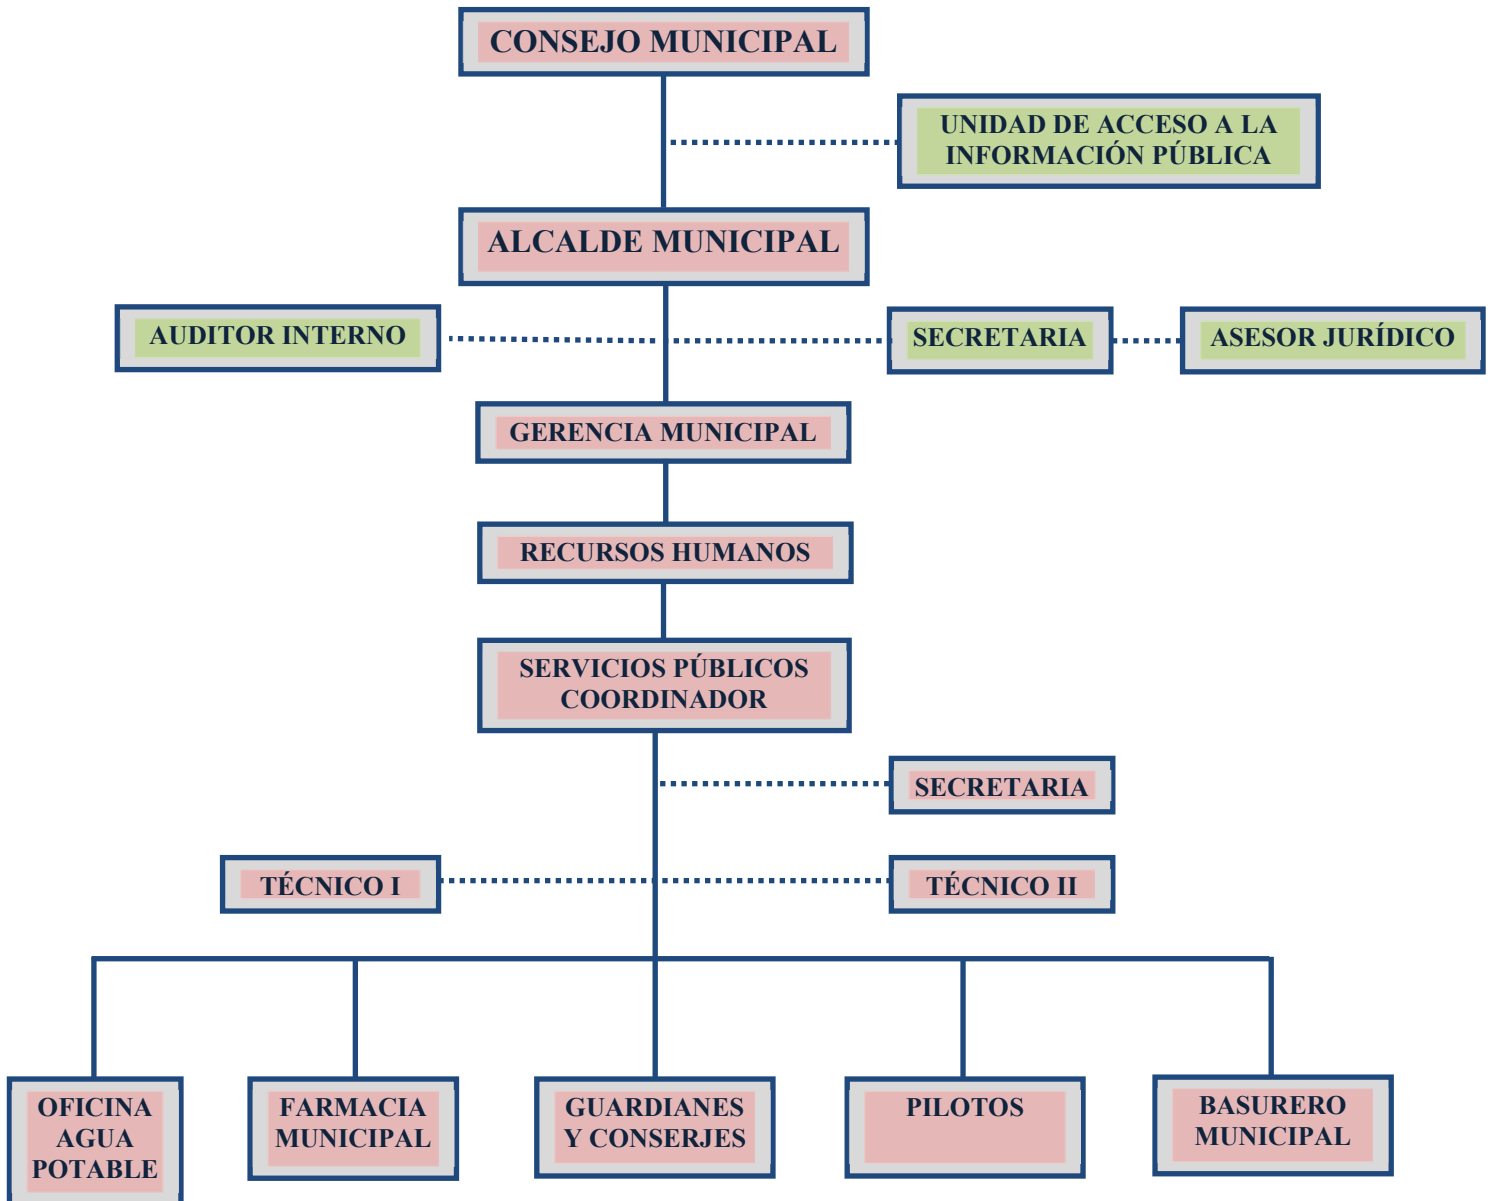 CONSEJO MUNICIPAL
UNIDAD DE ACCESO A LA
INFORMACIÓN PÚBLICA
ALCALDE MUNICIPAL
AUDITOR INTERNO
SECRETARIA
ASESOR JURÍDICO
GERENCIA MUNICIPAL
RECURSOS HUMANOS
SERVICIOS PÚBLICOS
COORDINADOR
SECRETARIA
TÉCNICO I
TÉCNICO II
OFICINA
AGUA
POTABLE
FARMACIA
MUNICIPAL
GUARDIANES
Y CONSERJES
PILOTOS
BASURERO
MUNICIPAL